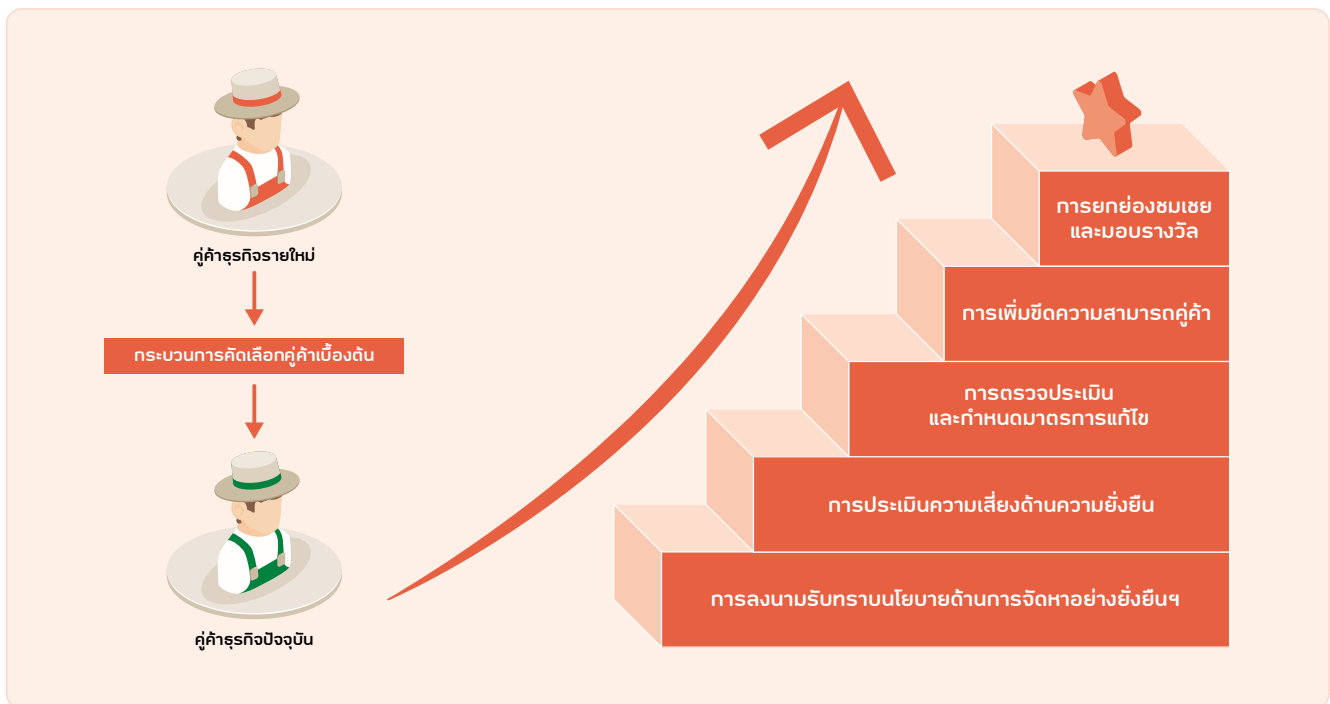 คู่ค้าธุรกิจรายใหม่
กระบวนการคัดเลือกคู่ค้าเบื้องต้น
คู่ค้าธุรกิจปัจจุบัน
การยกย่องชมเชย
และมอบรางวัล
การเพิ่มขีดความสามารถคู่ค้า
การตรวจประเมิน
และกำหนดมาตรการแก้ไข
การประเมินความเสี่ยงด้านความยั่งยืน
การลงนามรับทราบนโยบายด้านการจัดหาอย่างยั่งยืนฯ